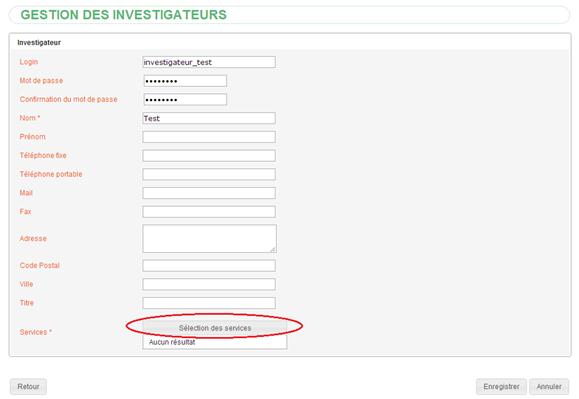 GESTION DES INVESTIGATEURS
Investigateur
Login investigateur_test
Mot de passe ••••••••
Confirmation du mot de passe ••••••••
Nom * Test
Prénom
Téléphone fixe
Téléphone portable
Mail
Fax
Adresse
Code Postal
Ville
Titre
Services * Sélection des services
Aucun résultat
Retour Enregistrer Annuler